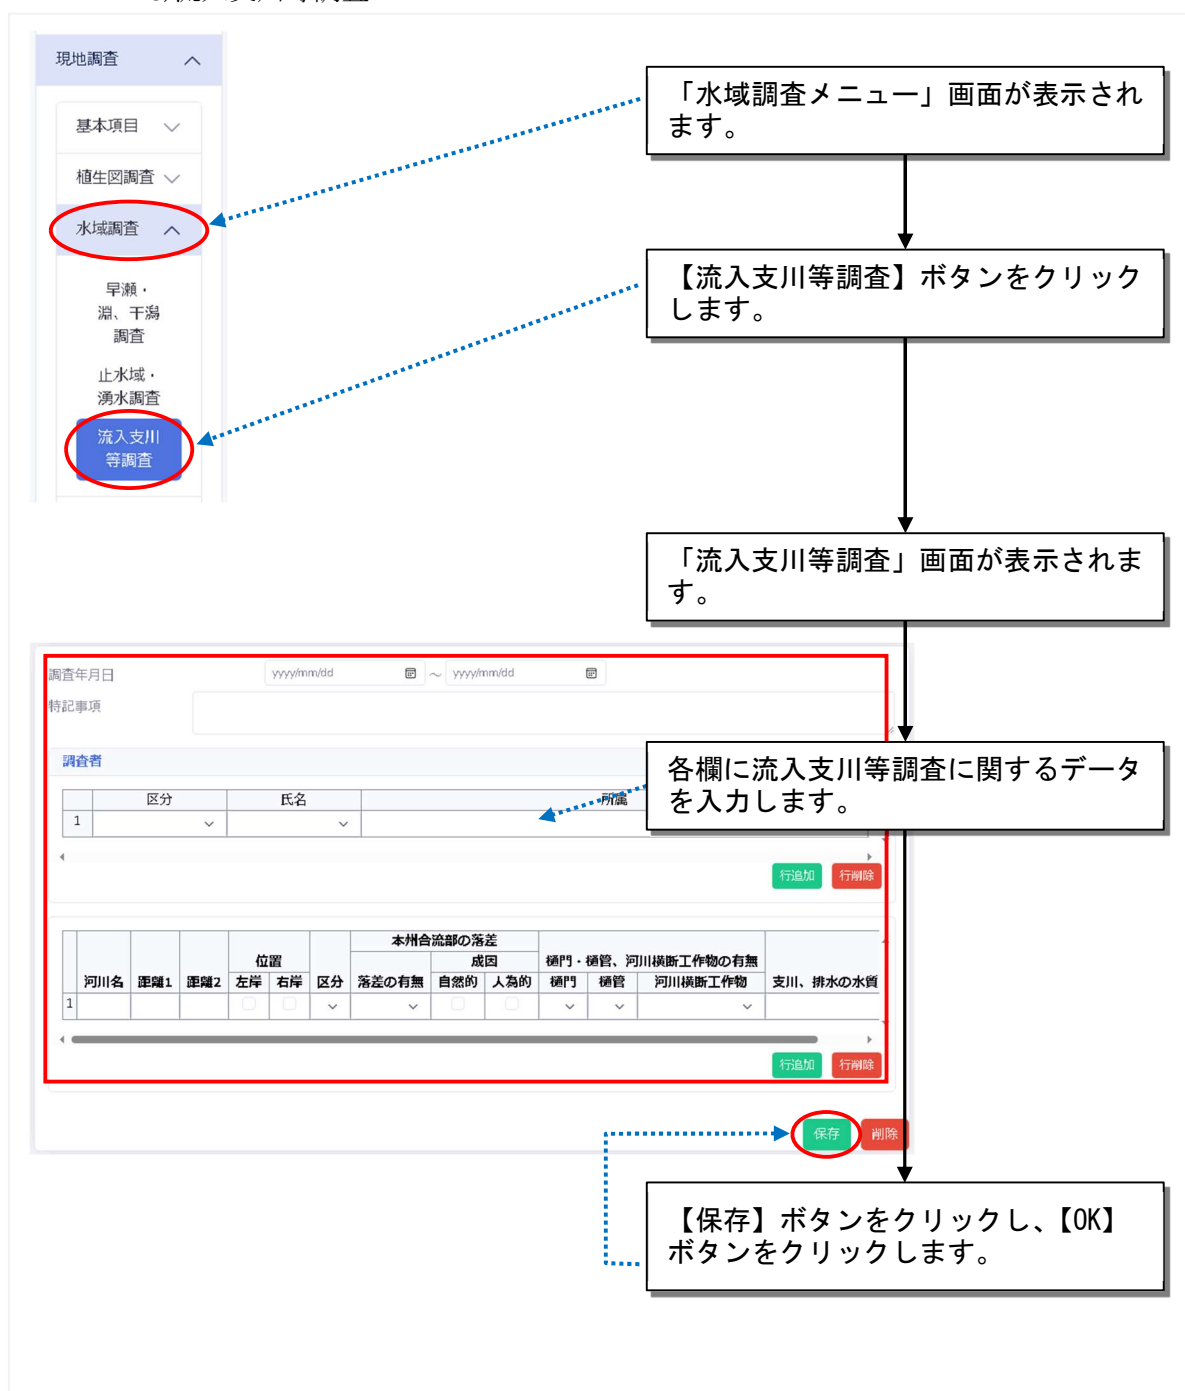 現地調査
基本項目
植生図調査
水域調査
早瀬・
淵、干潟
調査
止水域・
湧水調査
流入支川
等調査
「水域調査メニュー」画面が表示され
ます。
【流入支川等調査】ボタンをクリック
します。
「流入支川等調査」画面が表示されま
す。
調査年月日 yyyy/mm/dd ～ yyyy/mm/dd
特記事項
調査者
区分 氏名 所属
1
行追加 行削除
各欄に流入支川等調査に関するデータ
を入力します。
本州合流部の落差
位置 成因 樋門・樋管、河川横断工作物の有無
河川名 距離1 距離2 左岸 右岸 区分 落差の有無 自然的 人為的 樋門 樋管 河川横断工作物 支川、排水の水質
1
行追加 行削除
保存 削除
【保存】ボタンをクリックし、【OK】
ボタンをクリックします。